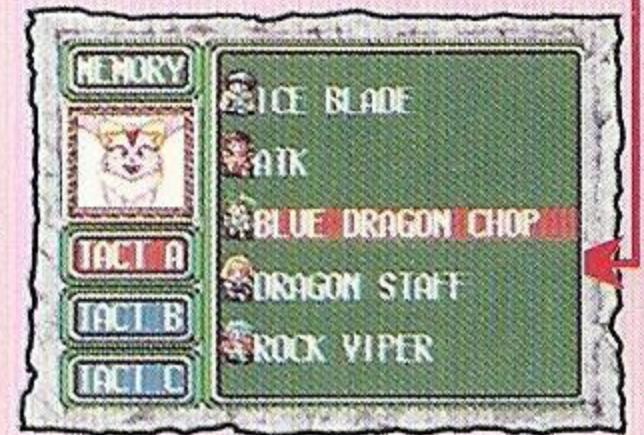 MEMORY
TACT A
TACT B
TACT C
ICE BLADE
ATK
BLUE DRAGON CHOP
DRAGON STAFF
ROCK VIPER